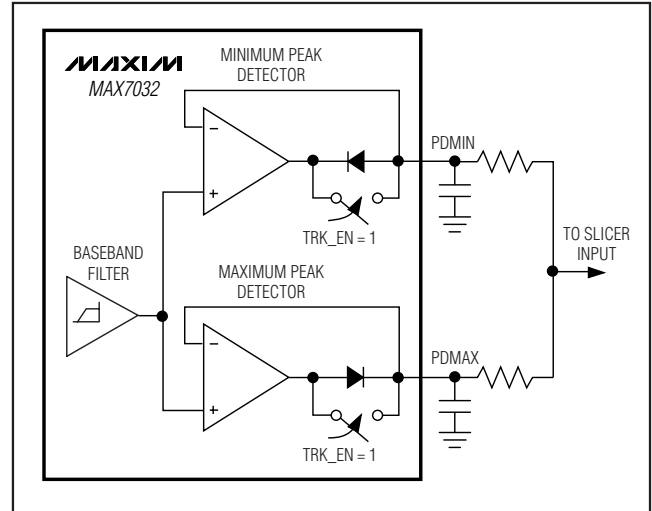 MAXIM
MAX7032
MINIMUM PEAK
DETECTOR
−
+
TRK_EN = 1
PDMIN
BASEBAND
FILTER
MAXIMUM PEAK
DETECTOR
−
+
TRK_EN = 1
PDMAX
TO SLICER
INPUT